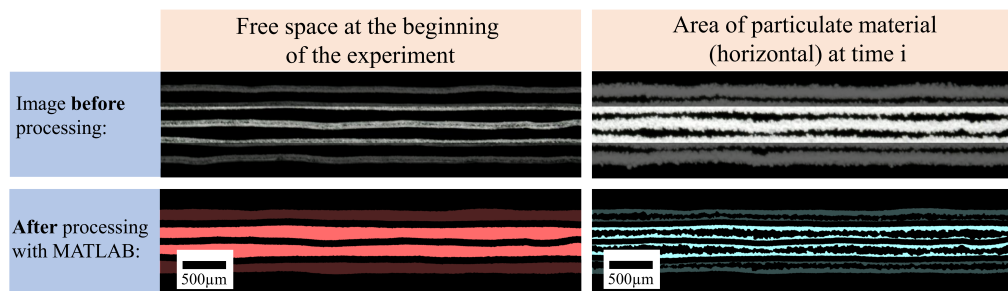 Free space at the beginning
of the experiment
Area of particulate material
(horizontal) at time i
Image before
processing:
After processing
with MATLAB:
500µm
500µm